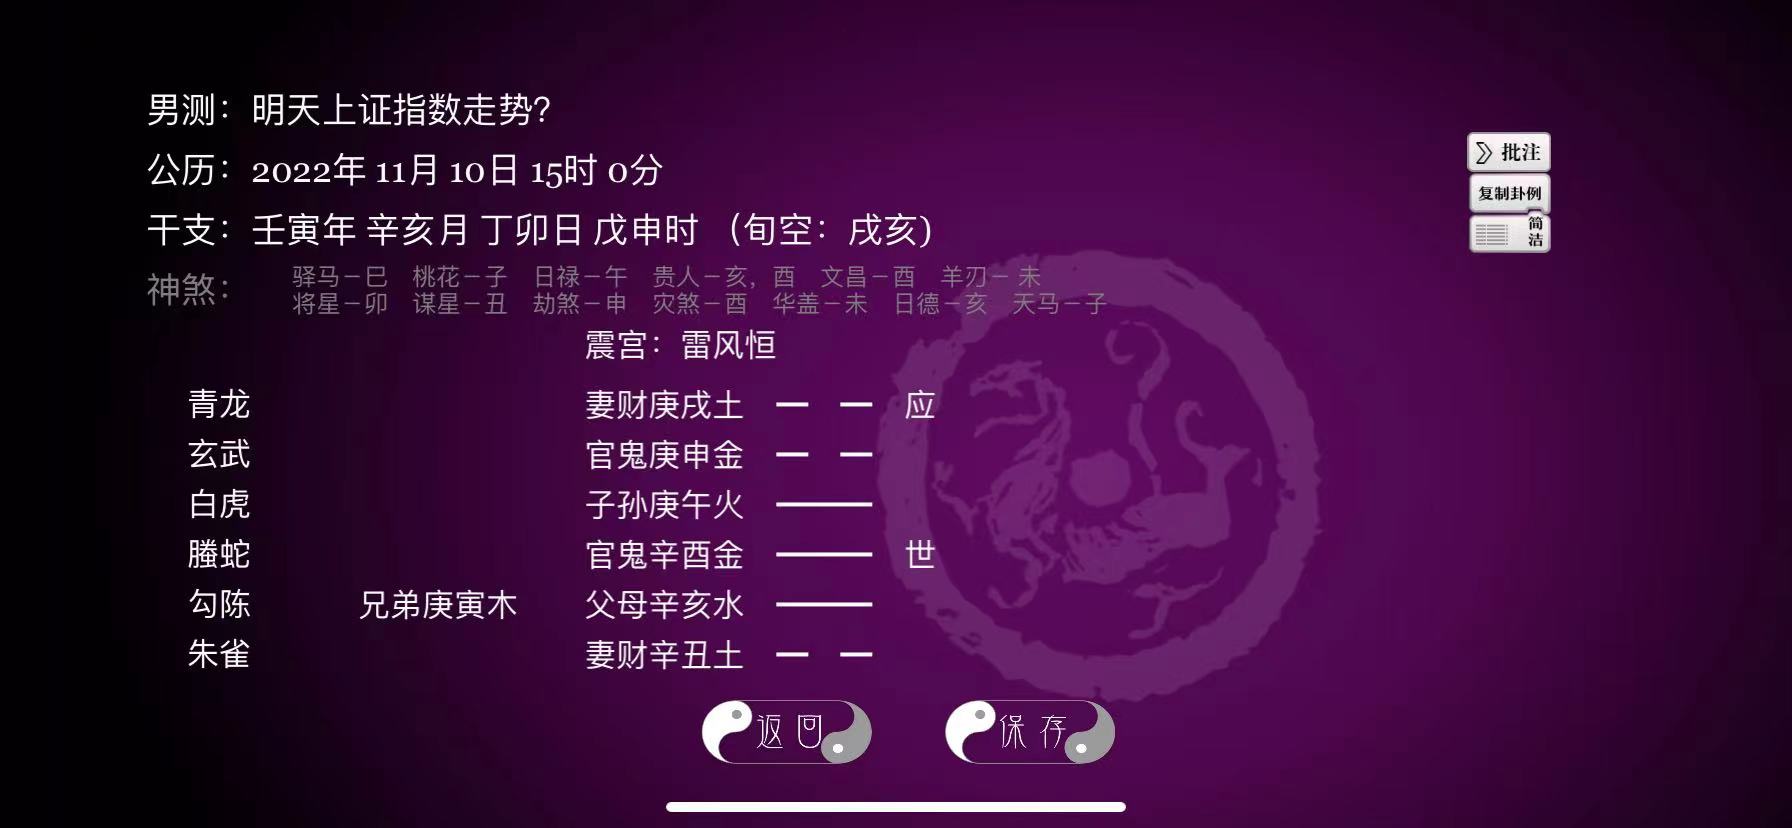 男测：明天上证指数走势?
公历：2022年 11月 10日 15时 0分
干支：壬寅年 辛亥月 丁卯日 戊申时 （旬空：戌亥）
神煞：
驿马－巳 桃花－子 日禄－午 贵人－亥，酉 文昌－酉 羊刃－未
将星－卯 谋星－丑 劫煞－申 灾煞－酉 华盖－未 日德－亥 天马－子
批注
复制卦例
简洁
震宫：雷风恒
青龙 妻财庚戌土 应
玄武 官鬼庚申金
白虎 子孙庚午火
螣蛇 官鬼辛酉金 世
勾陈 兄弟庚寅木 父母辛亥水
朱雀 妻财辛丑土
返回 保存